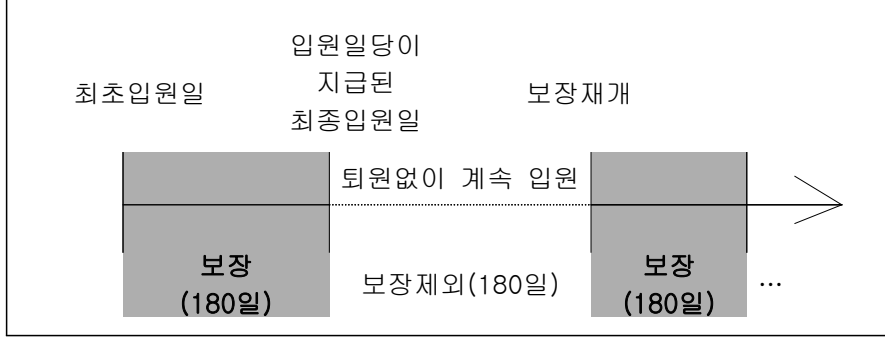 최초입원일
입원일당이
지급된
최종입원일
보장재개
퇴원없이 계속 입원
보장
(180일)
보장제외(180일)
보장
(180일)
…